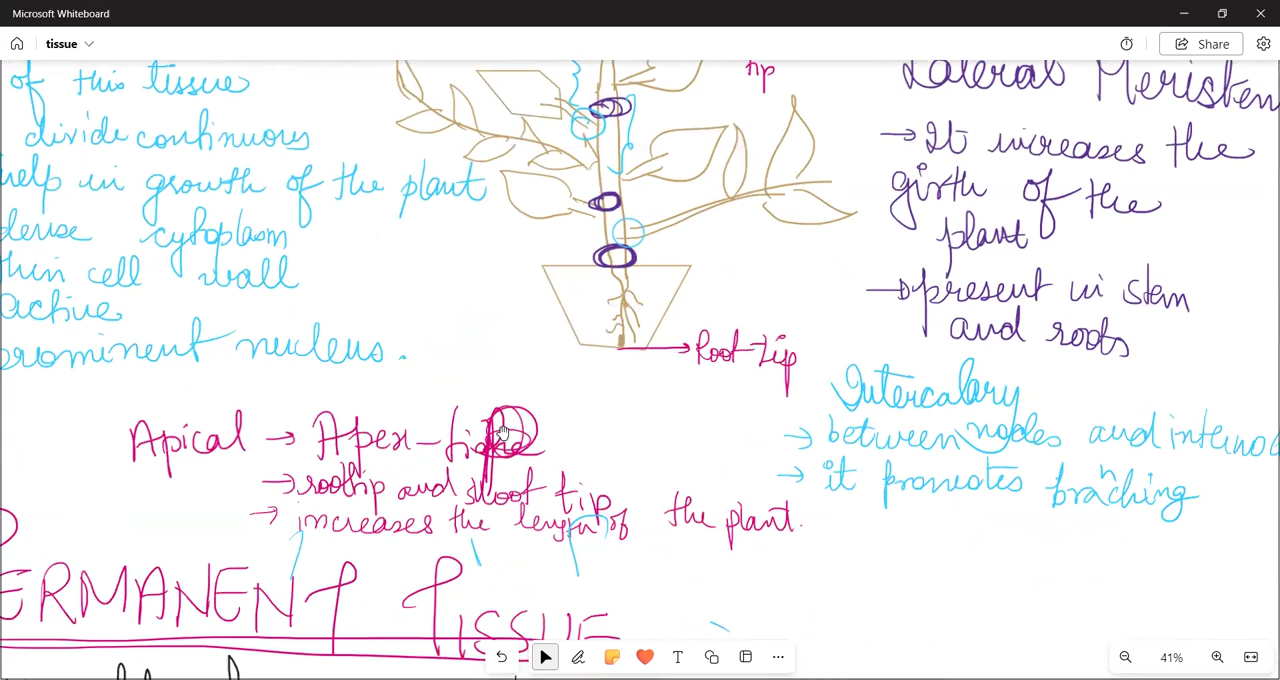 Microsoft Whiteboard
tissue
Share
of this tissue
divide continuous
help in growth of the plant
dense cytoplasm
thin cell wall
active
prominent nucleus.
tip
Root tip
Lateral Meristem
→ It increases the
girth of the
plant
→ present in stem
and roots
Intercalary
→ between nodes and interno
→ it promotes branching
Apical → Apex -
→ root tip and shoot tip
→ increases the length of the plant.
ERMANENT TISSUE
41%